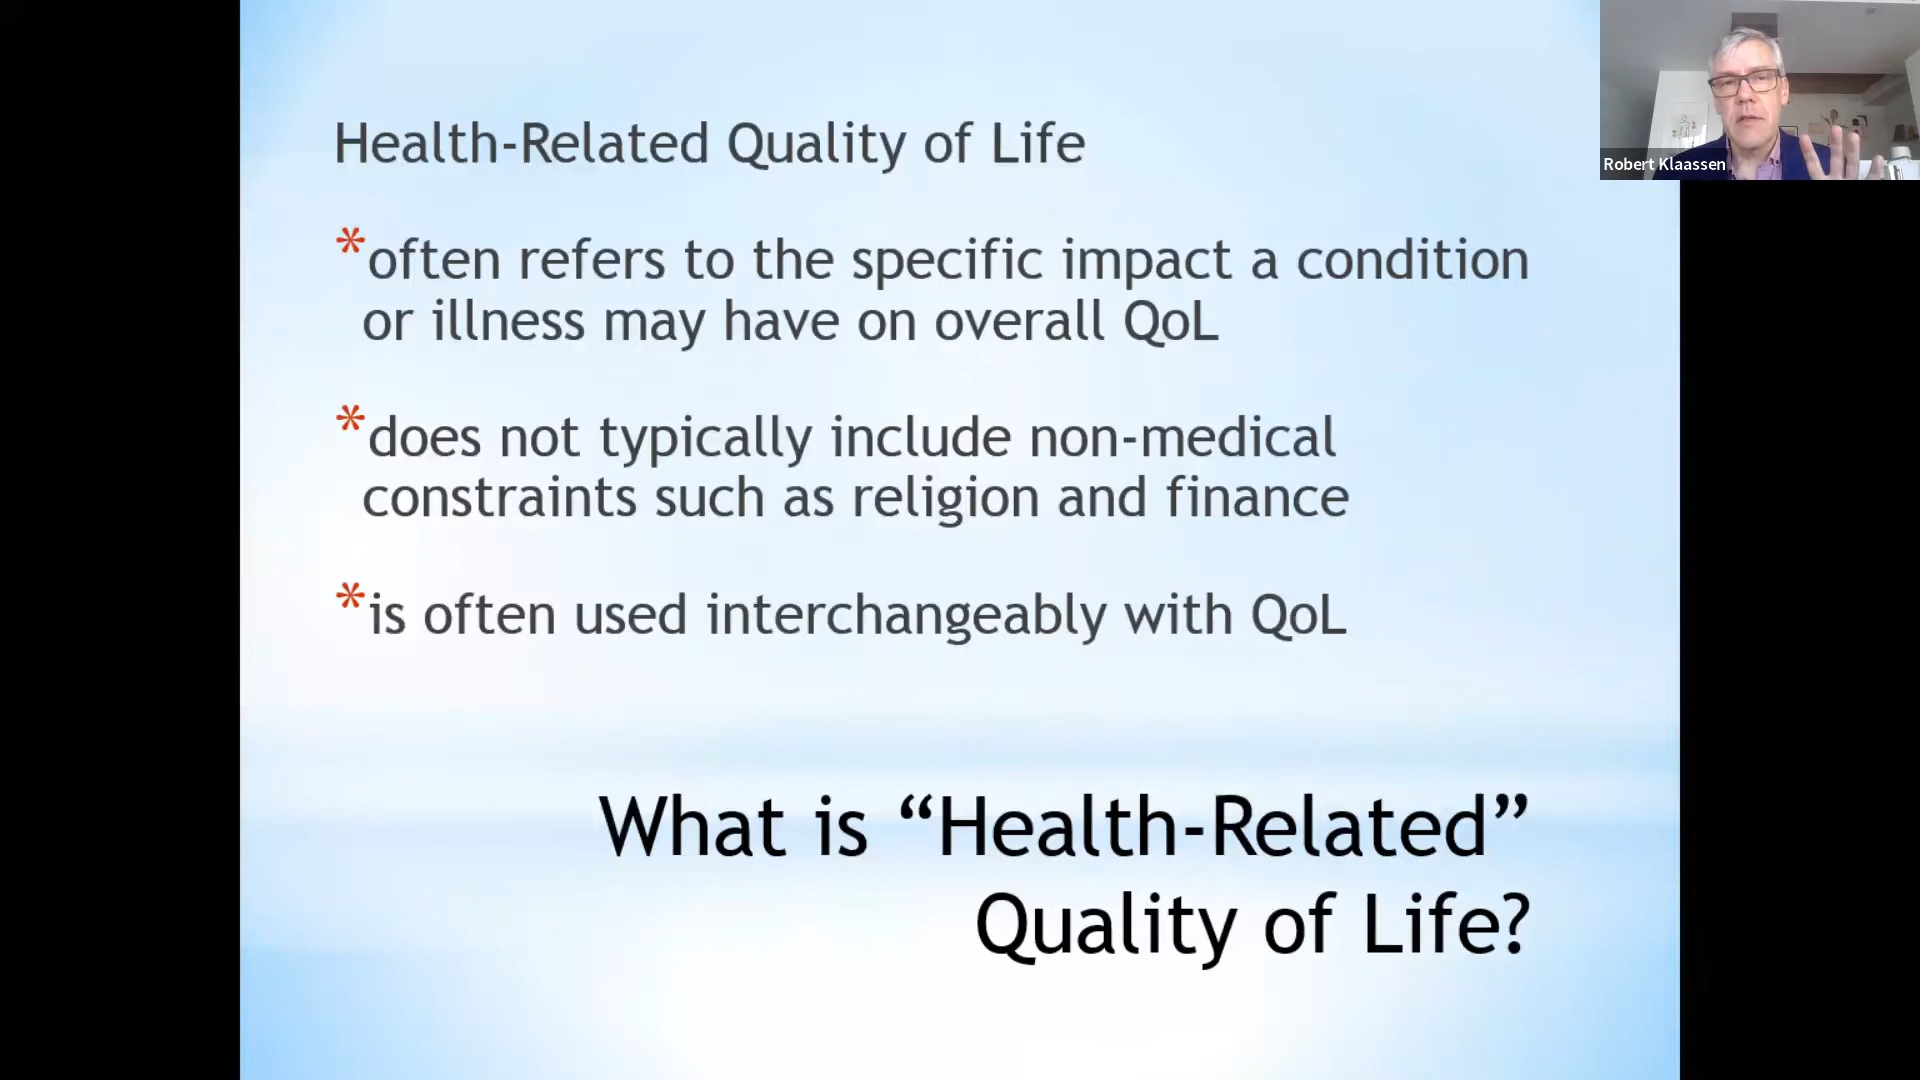 Health-Related Quality of Life
*often refers to the specific impact a condition
or illness may have on overall QoL
*does not typically include non-medical
constraints such as religion and finance
*is often used interchangeably with QoL
What is “Health-Related”
Quality of Life?
Robert Klaassen